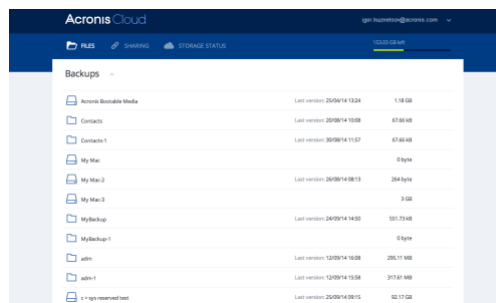 Acronis Cloud
igor.kuznetsov@acronis.com
FILES SHARING STORAGE STATUS
GB left
Backups
Acronis Bootable Media Last version: 25/06/14 13:24 1.18 GB
Contacts Last version: 20/08/14 10:08 67.66 kB
Contacts-1 Last version: 30/08/14 11:57 67.66 kB
My Mac 0 byte
My Mac-2 Last version: 26/09/14 08:13 264 byte
My Mac-3 3 GB
MyBackup Last version: 24/09/14 14:50 551.73 kB
MyBackup-1 0 byte
adm Last version: 12/09/14 16:08 295.11 MB
adm-1 Last version: 12/09/14 15:58 317.61 MB
c + sys reserved test Last version: 25/09/14 09:15 92.17 GB